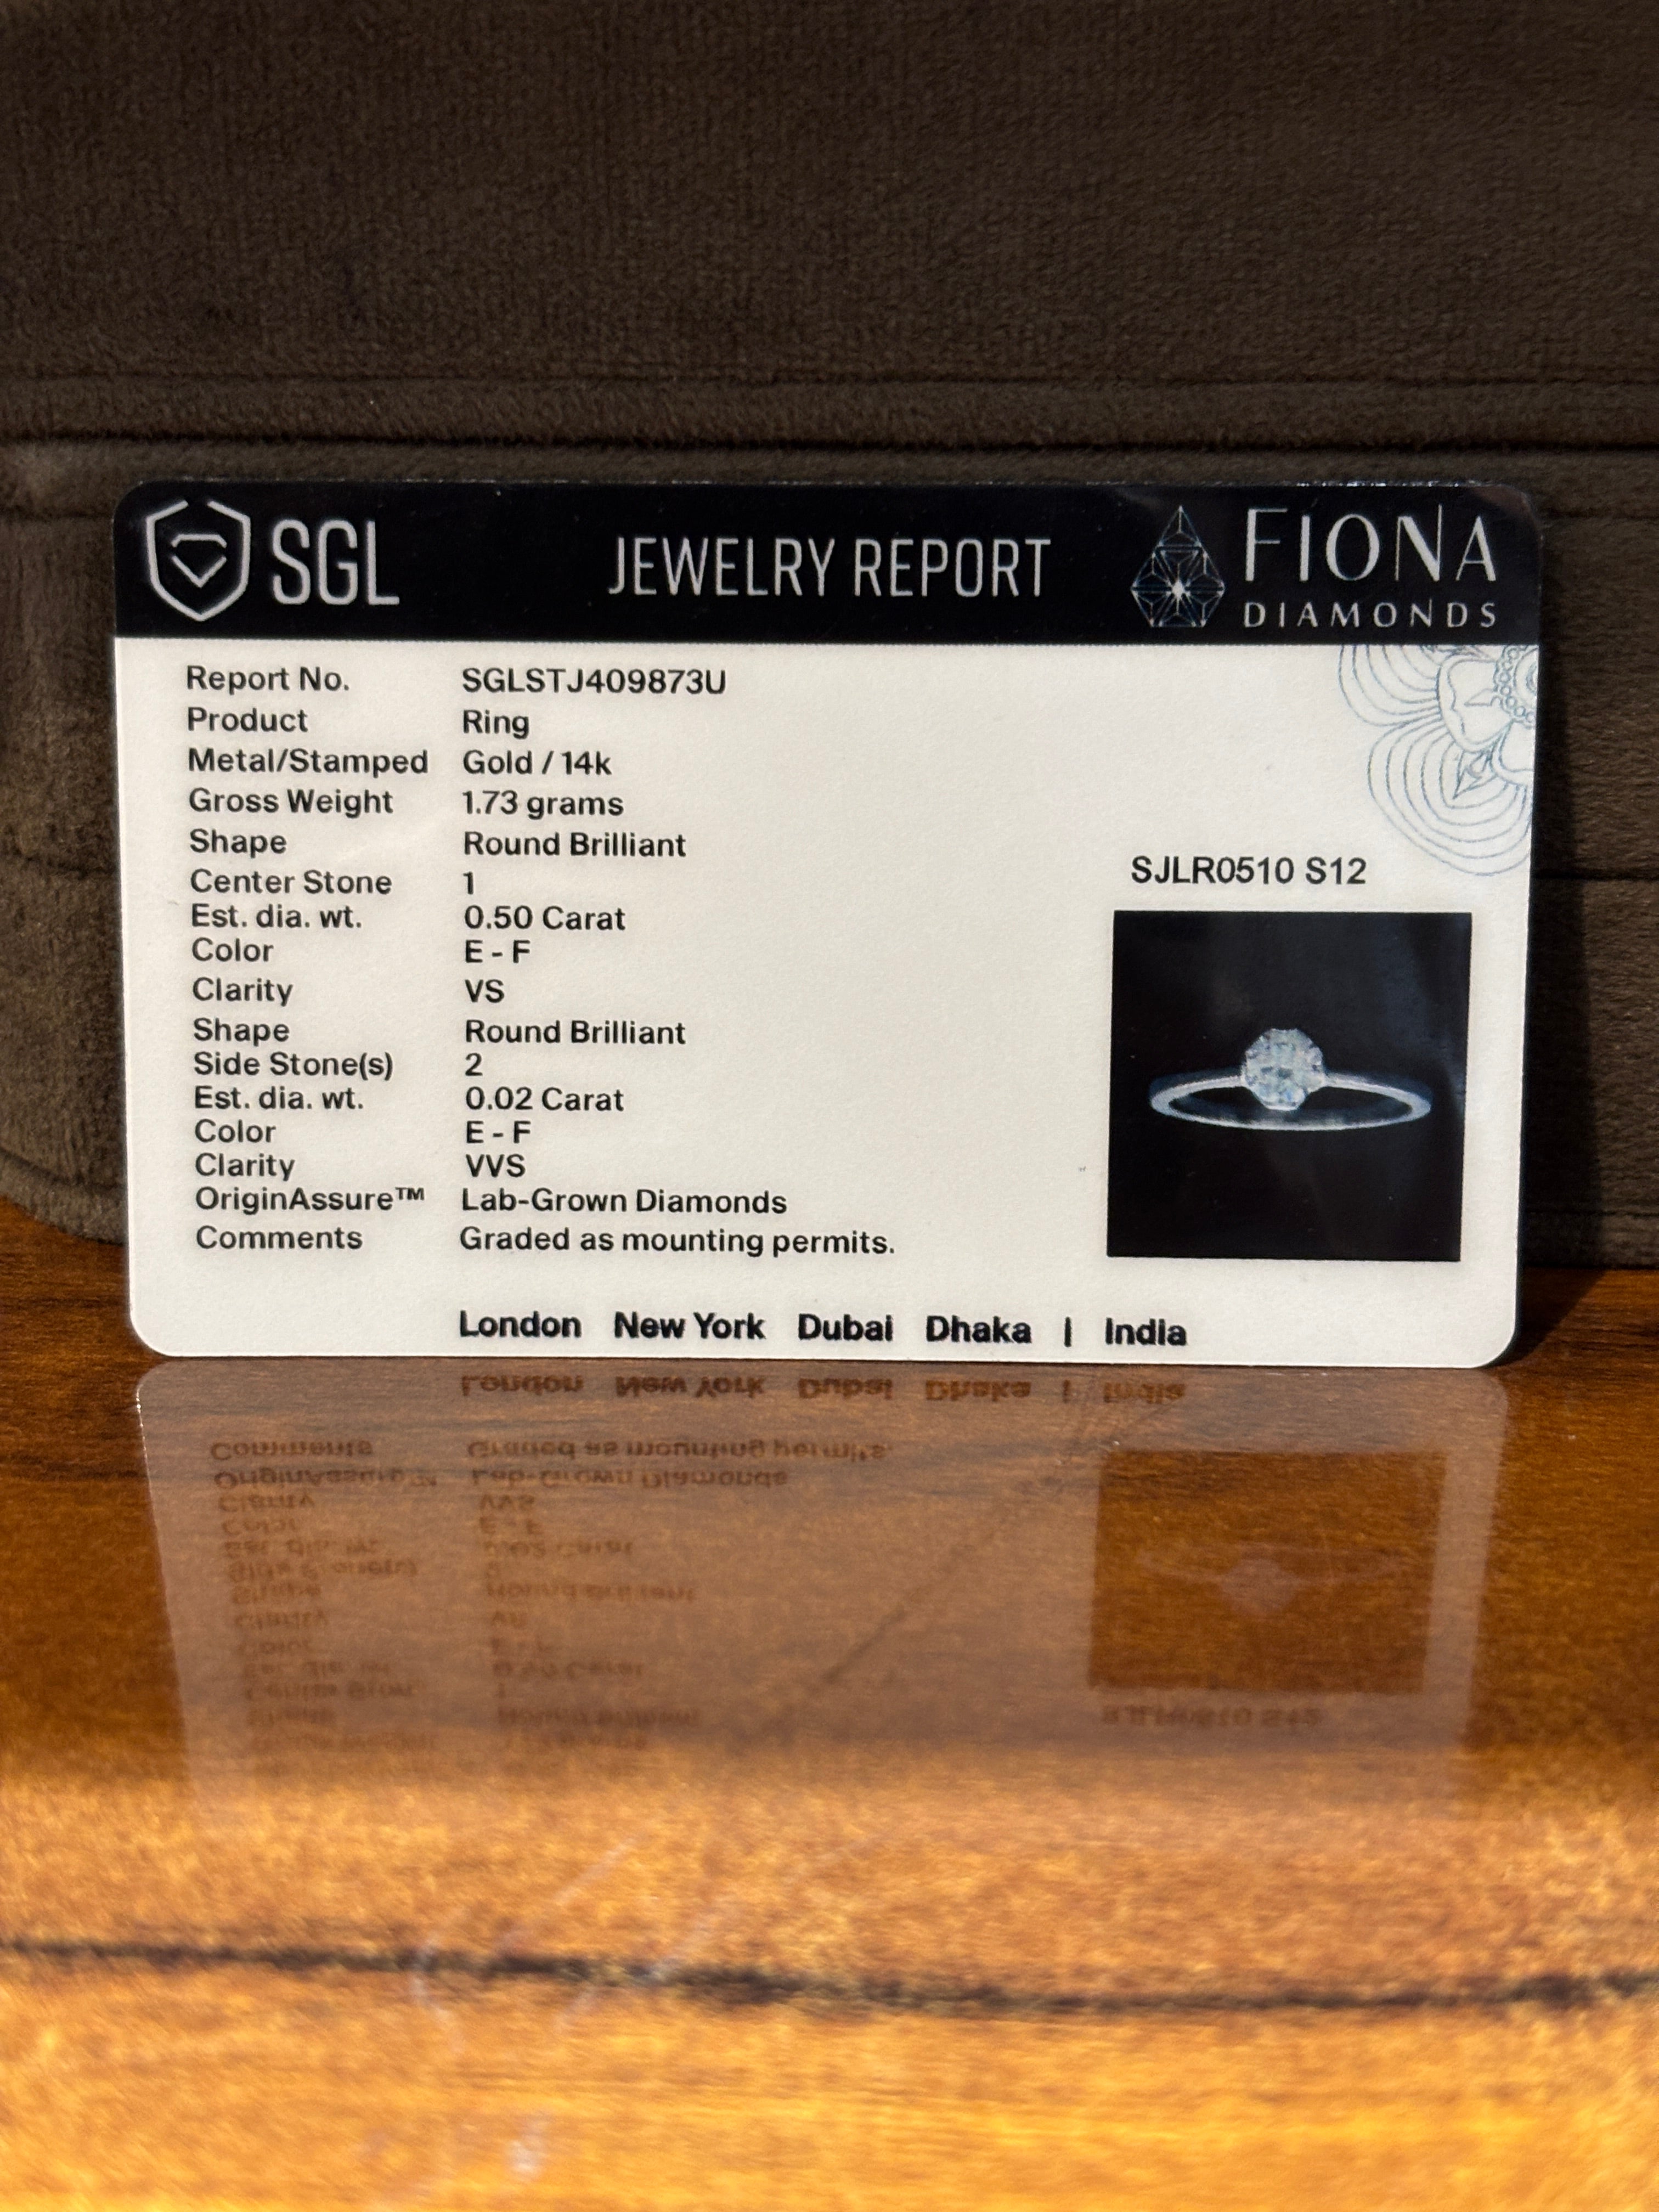 SGL
JEWELRY REPORT
FIONA
DIAMONDS
Report No. SGLSTJ409873U
Product Ring
Metal/Stamped Gold / 14k
Gross Weight 1.73 grams
Shape Round Brilliant
Center Stone 1
Est. dia. wt. 0.50 Carat
Color E - F
Clarity VS
Shape Round Brilliant
Side Stone(s) 2
Est. dia. wt. 0.02 Carat
Color E - F
Clarity VVS
OriginAssure™ Lab-Grown Diamonds
Comments Graded as mounting permits.
SJLR0510 S12
London New York Dubai Dhaka | India